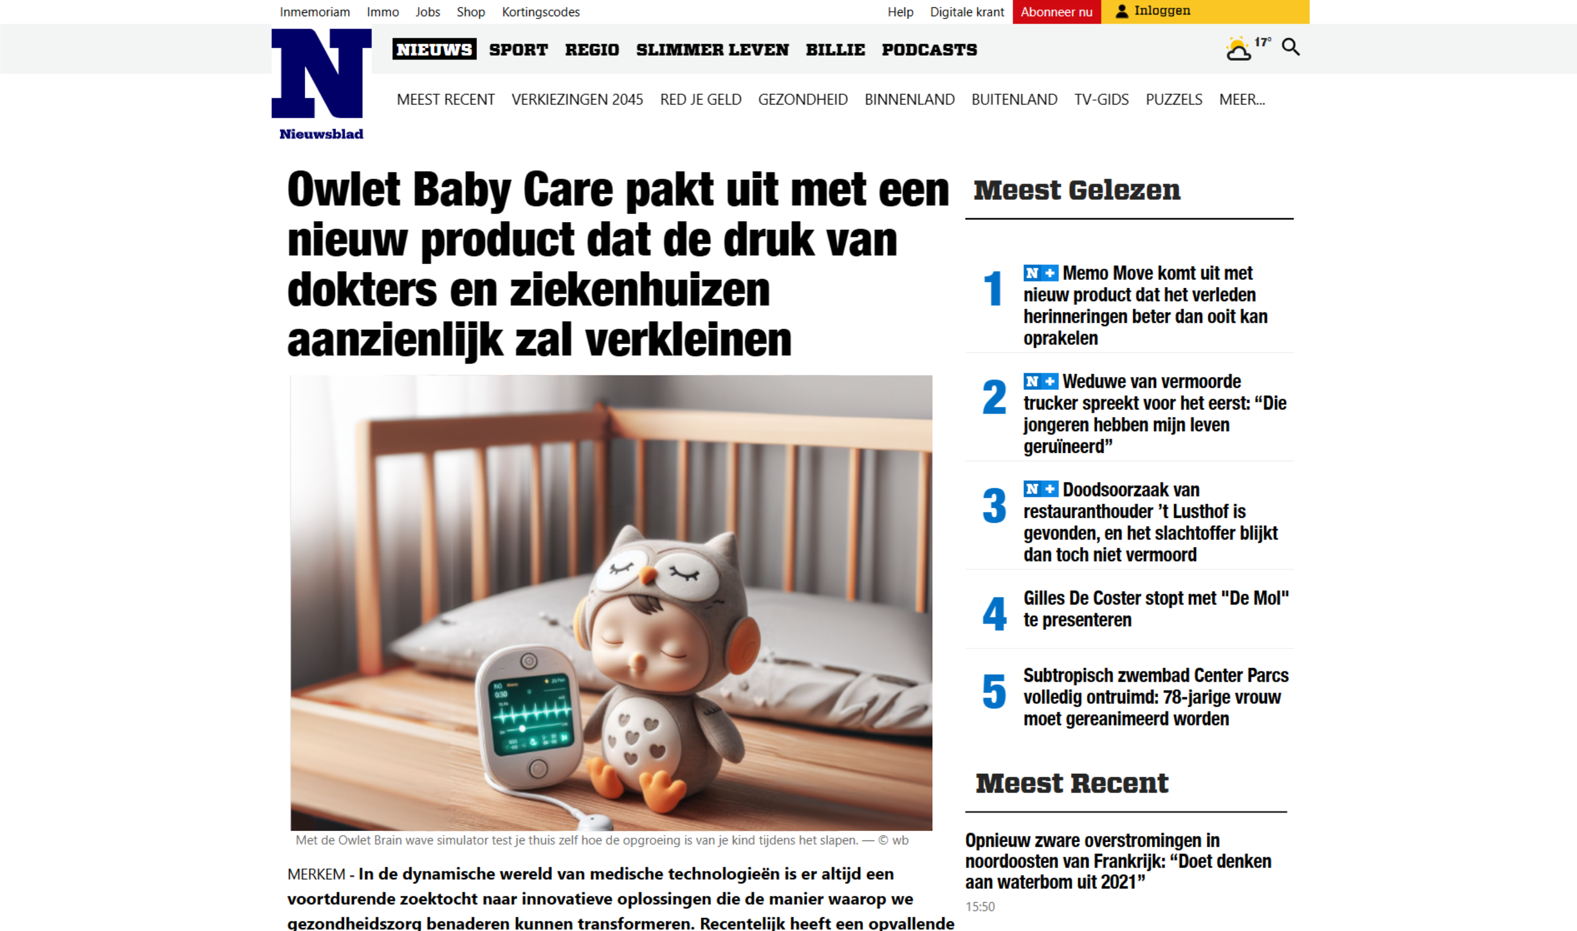 Inmemoriam Immo Jobs Shop Kortingscodes Help Digitale krant Abonneer nu Inloggen
N
Nieuwsblad
NIEUWS SPORT REGIO SLIMMER LEVEN BILLIE PODCASTS 17°
MEEST RECENT VERKIEZINGEN 2045 RED JE GELD GEZONDHEID BINNENLAND BUITENLAND TV-GIDS PUZZELS MEER...
Owlet Baby Care pakt uit met een
nieuw product dat de druk van
dokters en ziekenhuizen
aanzienlijk zal verkleinen
Met de Owlet Brain wave simulator test je thuis zelf hoe de opgroeing is van je kind tijdens het slapen. — © wb
MERKEM - In de dynamische wereld van medische technologieën is er altijd een
voortdurende zoektocht naar innovatieve oplossingen die de manier waarop we
gezondheidszorg benaderen kunnen transformeren. Recentelijk heeft een opvallende
Meest Gelezen
1
N + Memo Move komt uit met
nieuw product dat het verleden
herinneringen beter dan ooit kan
oprakelen
2
N + Weduwe van vermoorde
trucker spreekt voor het eerst: “Die
jongeren hebben mijn leven
geruïneerd”
3
N + Doodsoorzaak van
restauranthouder ’t Lusthof is
gevonden, en het slachtoffer blijkt
dan toch niet vermoord
4
Gilles De Coster stopt met "De Mol"
te presenteren
5
Subtropisch zwembad Center Parcs
volledig ontruimd: 78-jarige vrouw
moet gereanimeerd worden
Meest Recent
Opnieuw zware overstromingen in
noordoosten van Frankrijk: “Doet denken
aan waterbom uit 2021”
15:50